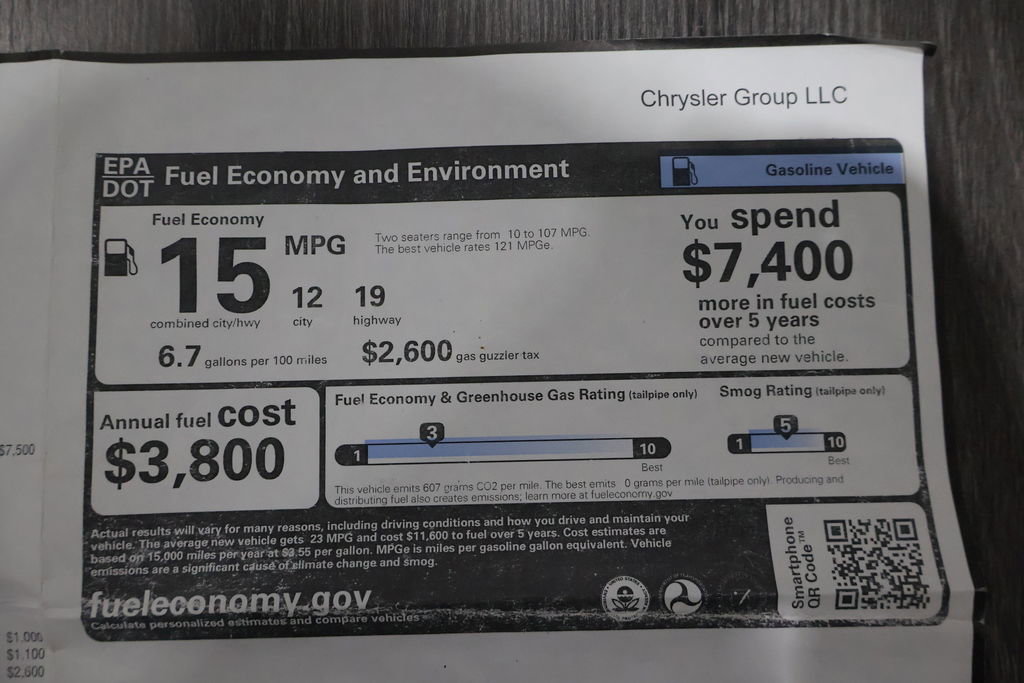 Chrysler Group LLC
EPA
DOT
Fuel Economy and Environment
Gasoline Vehicle
Fuel Economy
15 MPG
combined city/hwy
12
city
19
highway
Two seaters range from 10 to 107 MPG.
The best vehicle rates 121 MPGe.
6.7 gallons per 100 miles
$2,600 gas guzzler tax
You spend
$7,400
more in fuel costs
over 5 years
compared to the
average new vehicle.
Annual fuel cost
$3,800
Fuel Economy & Greenhouse Gas Rating (tailpipe only)
1
3
10
Best
Smog Rating (tailpipe only)
1
5
10
Best
This vehicle emits 607 grams CO2 per mile. The best emits 0 grams per mile (tailpipe only). Producing and
distributing fuel also creates emissions; learn more at fueleconomy.gov
Actual results will vary for many reasons, including driving conditions and how you drive and maintain your
vehicle. The average new vehicle gets 23 MPG and cost $11,600 to fuel over 5 years. Cost estimates are
based on 15,000 miles per year at $3.55 per gallon. MPGe is miles per gasoline gallon equivalent. Vehicle
emissions are a significant cause of climate change and smog.
fueleconomy.gov
Calculate personalized estimates and compare vehicles
Smartphone
QR Code™
$7,500
$1,000
$1,100
$2,600